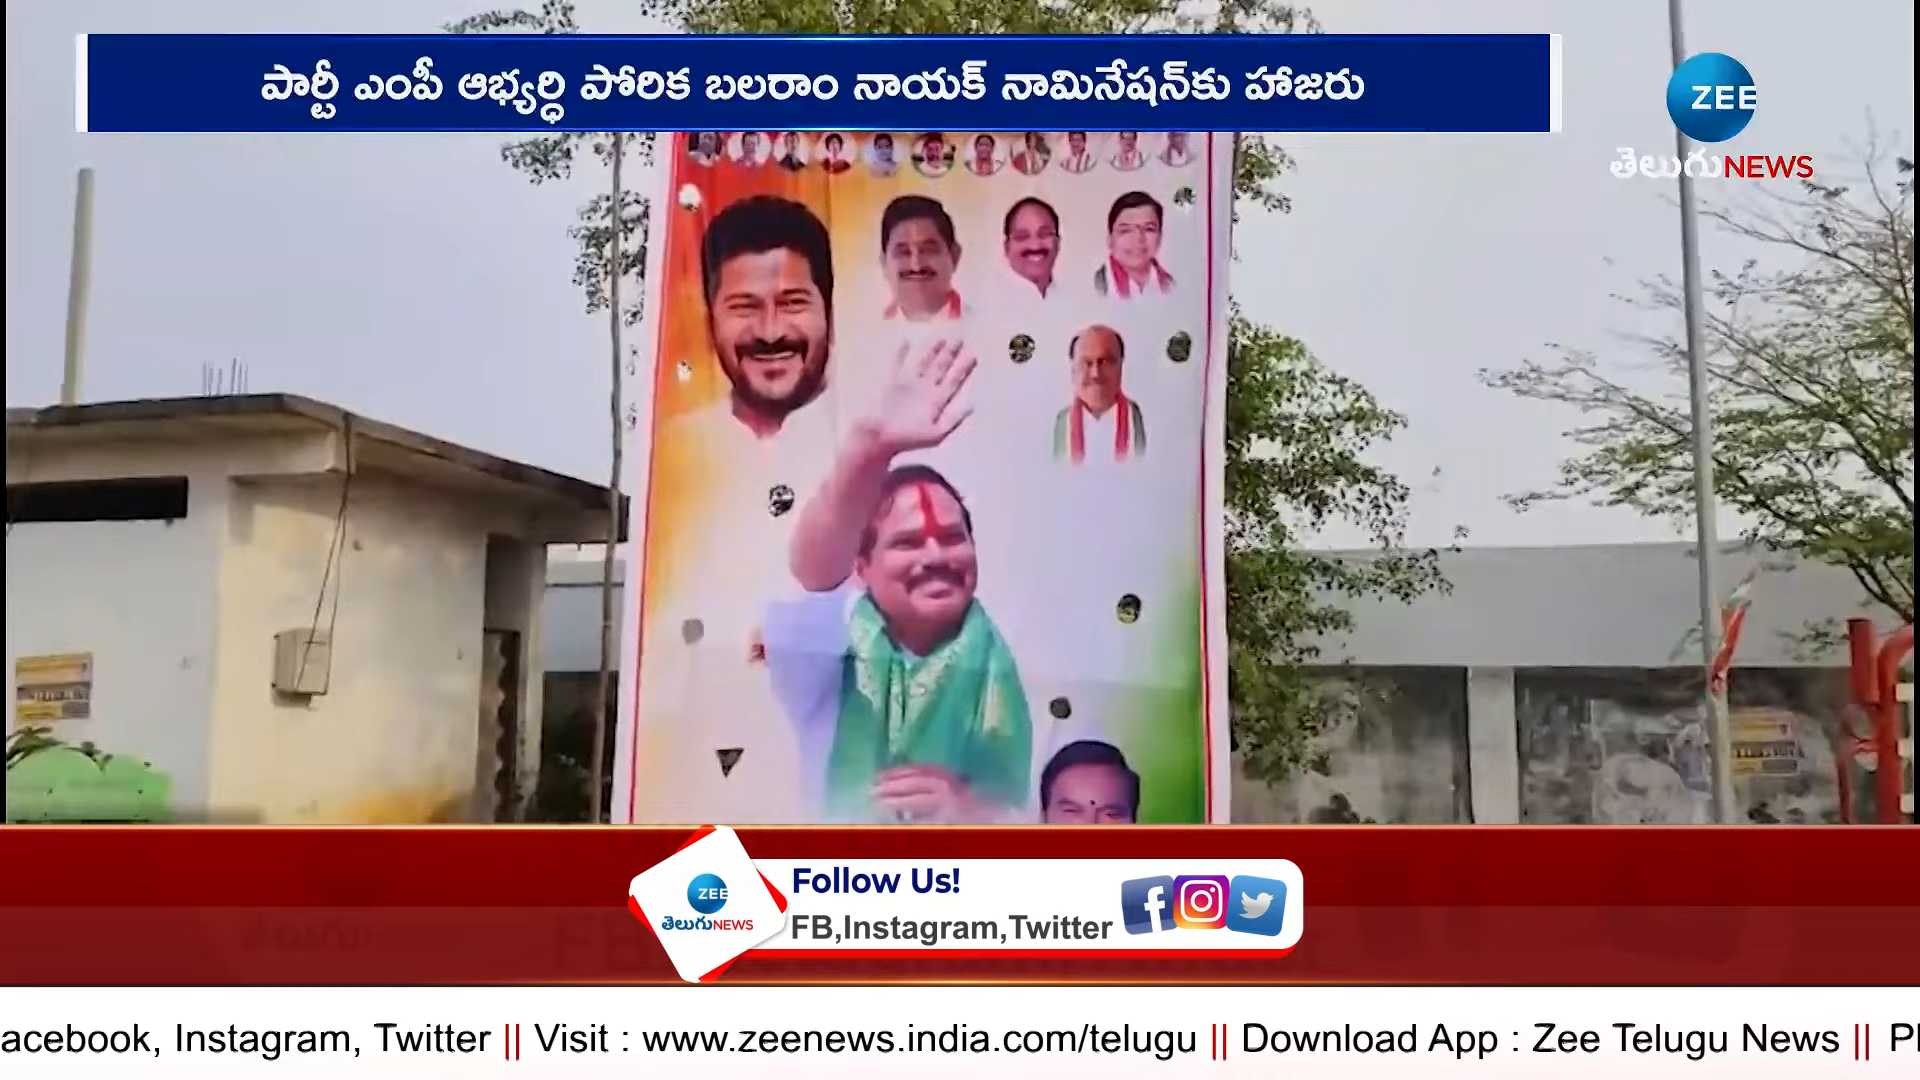 పార్టీ ఎంపీ ఆభ్యర్ధి పోరిక బలరాం నాయక్ నామినేషన్‌కు హాజరు
ZEE
తెలుగుNEWS
ZEE
తెలుగుNEWS
Follow Us!
FB,Instagram,Twitter
acebook, Instagram, Twitter || Visit : www.zeenews.india.com/telugu || Download App : Zee Telugu News || Pl